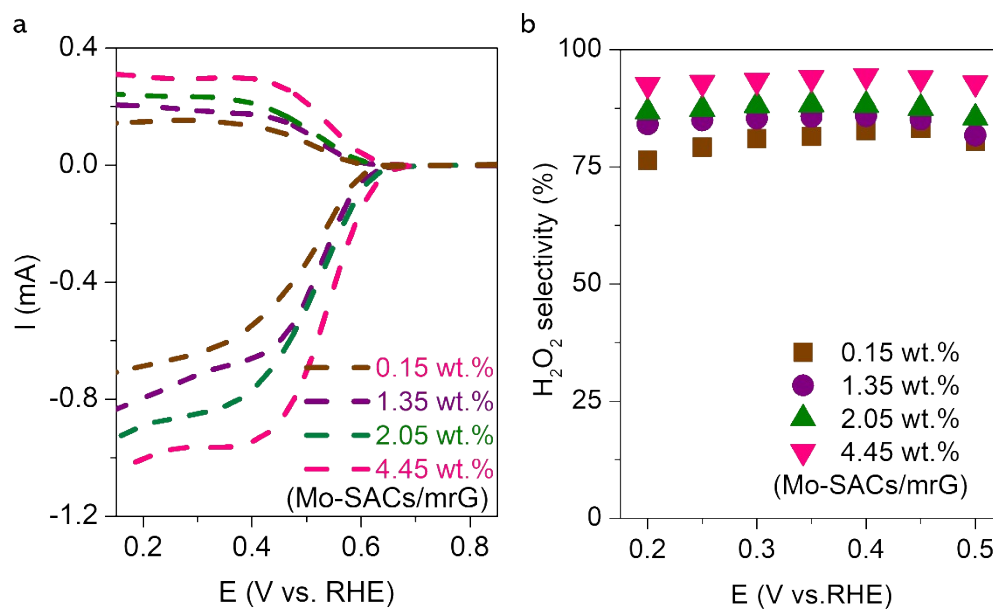 a
0.4
0.0
-0.4
-0.8
-1.2
I (mA)
0.15 wt.%
1.35 wt.%
2.05 wt.%
4.45 wt.%
(Mo-SACs/mrG)
0.2 0.4 0.6 0.8
E (V vs. RHE)
b
100
75
50
25
0
H₂O₂ selectivity (%)
0.15 wt.%
1.35 wt.%
2.05 wt.%
4.45 wt.%
(Mo-SACs/mrG)
0.2 0.3 0.4 0.5
E (V vs.RHE)